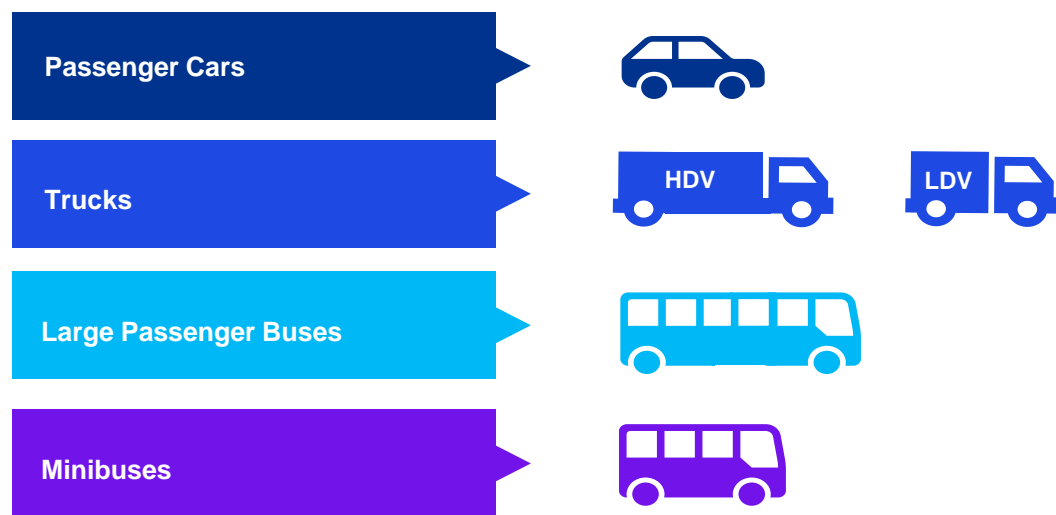 Passenger Cars
Trucks
HDV
LDV
Large Passenger Buses
Minibuses